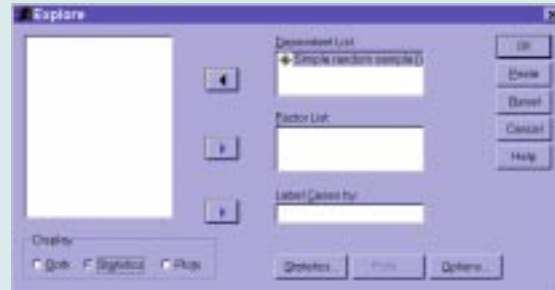 Explore
Dependent List:
Simple random sample []
Factor List:
Label Cases by:
OK
Paste
Reset
Cancel
Help
Display
Both Statistics Plots
Statistics... Plots... Options...